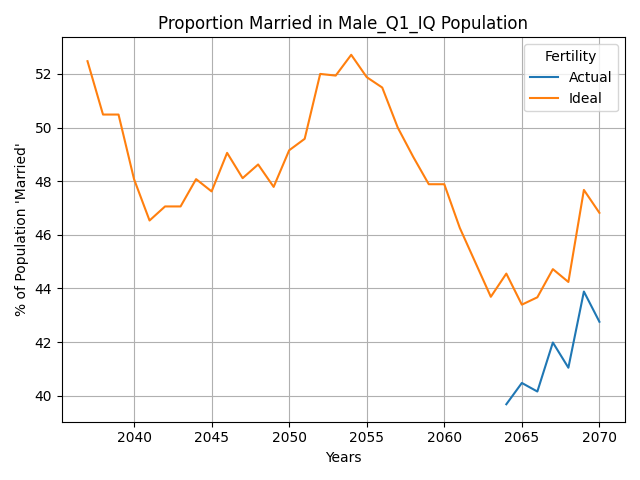 Proportion Married in Male_Q1_IQ Population
Fertility
Actual
Ideal
% of Population 'Married'
52
50
48
46
44
42
40
2040
2045
2050
2055
2060
2065
2070
Years